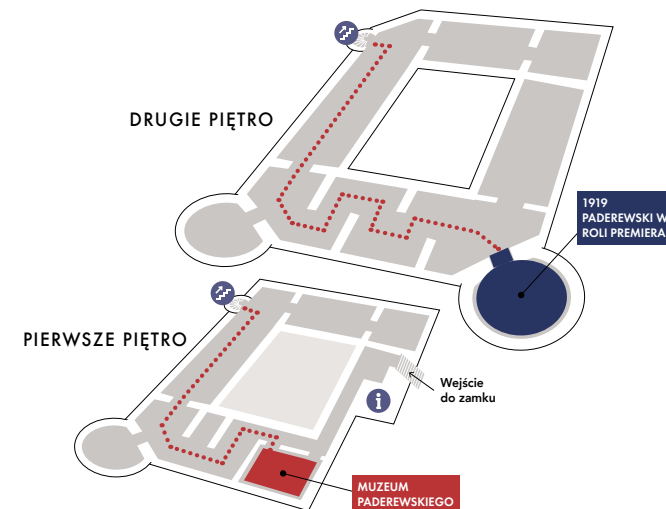 DRUGIE PIĘTRO
1919
PADEREWSKI W
ROLI PREMIERA
PIERWSZE PIĘTRO
Wejście
do zamku
i
MUZEUM
PADEREWSKIEGO